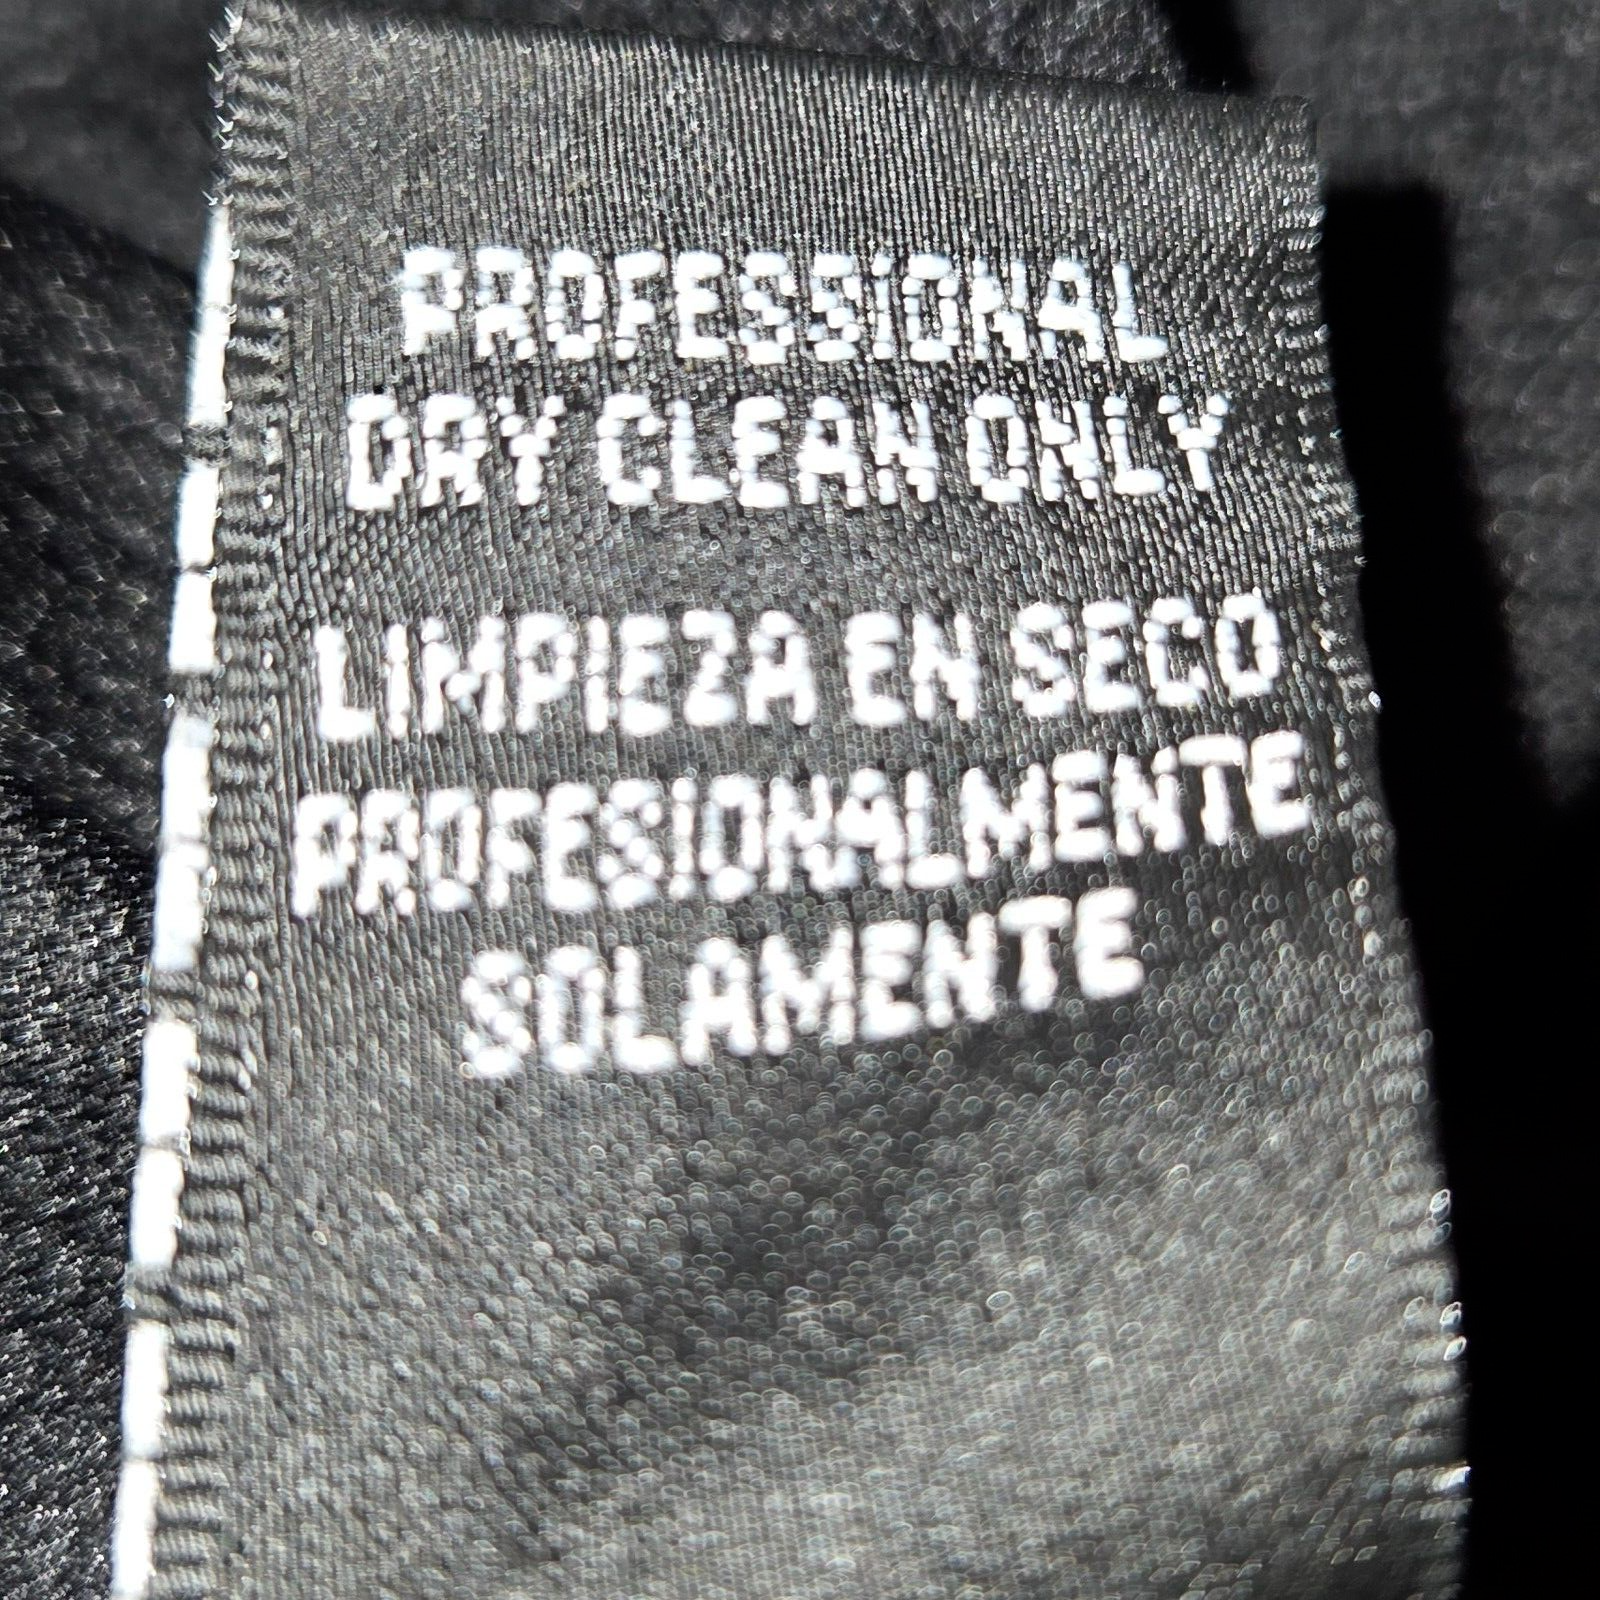 PROFESSIONAL
DRY CLEAN ONLY
LIMPIEZA EN SECO
PROFESIONALMENTE
SOLAMENTE